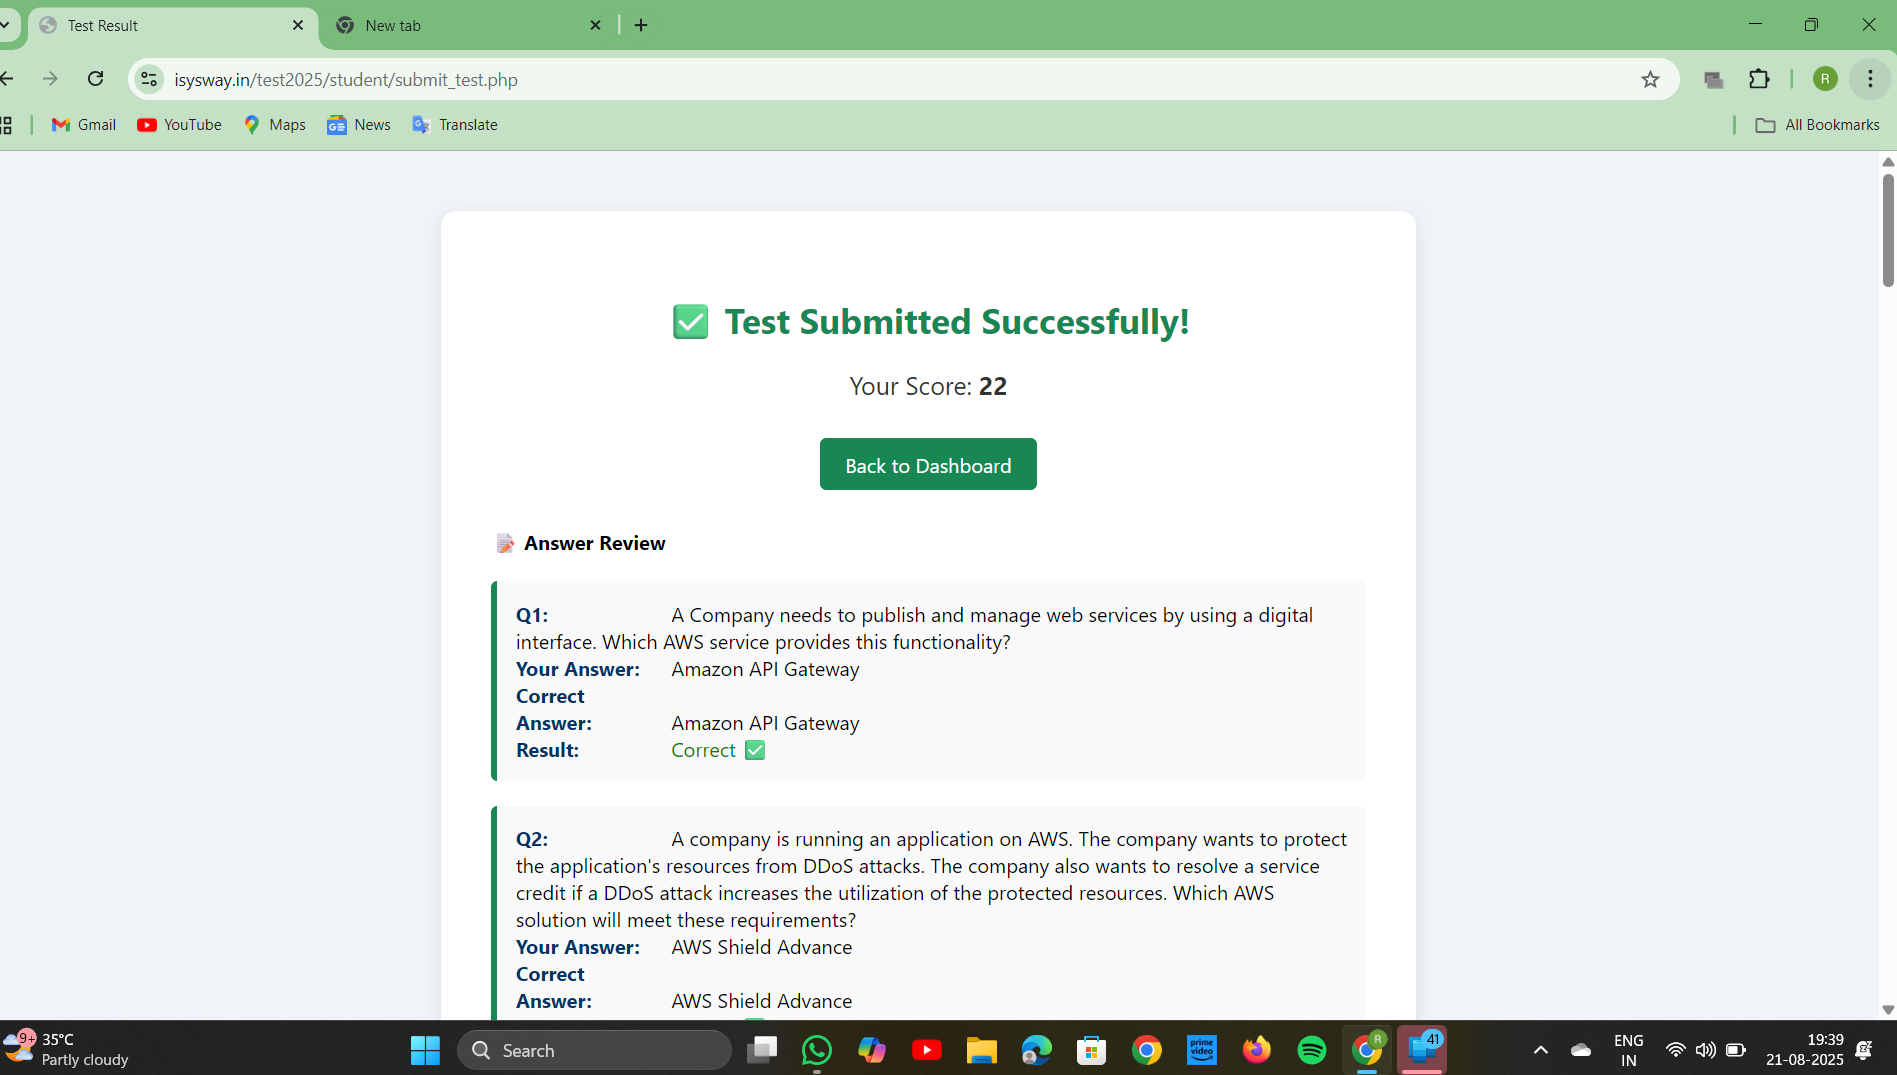 Test Result
New tab
isysway.in/test2025/student/submit_test.php
R
Gmail
YouTube
Maps
News
Translate
All Bookmarks
Test Submitted Successfully!
Your Score: 22
Back to Dashboard
Answer Review
Q1: A Company needs to publish and manage web services by using a digital
interface. Which AWS service provides this functionality?
Your Answer: Amazon API Gateway
Correct
Answer: Amazon API Gateway
Result: Correct
Q2: A company is running an application on AWS. The company wants to protect
the application's resources from DDoS attacks. The company also wants to resolve a service
credit if a DDoS attack increases the utilization of the protected resources. Which AWS
solution will meet these requirements?
Your Answer: AWS Shield Advance
Correct
Answer: AWS Shield Advance
9+
35°C
Partly cloudy
Search
prime
video
R
41
ENG
IN
19:39
21-08-2025